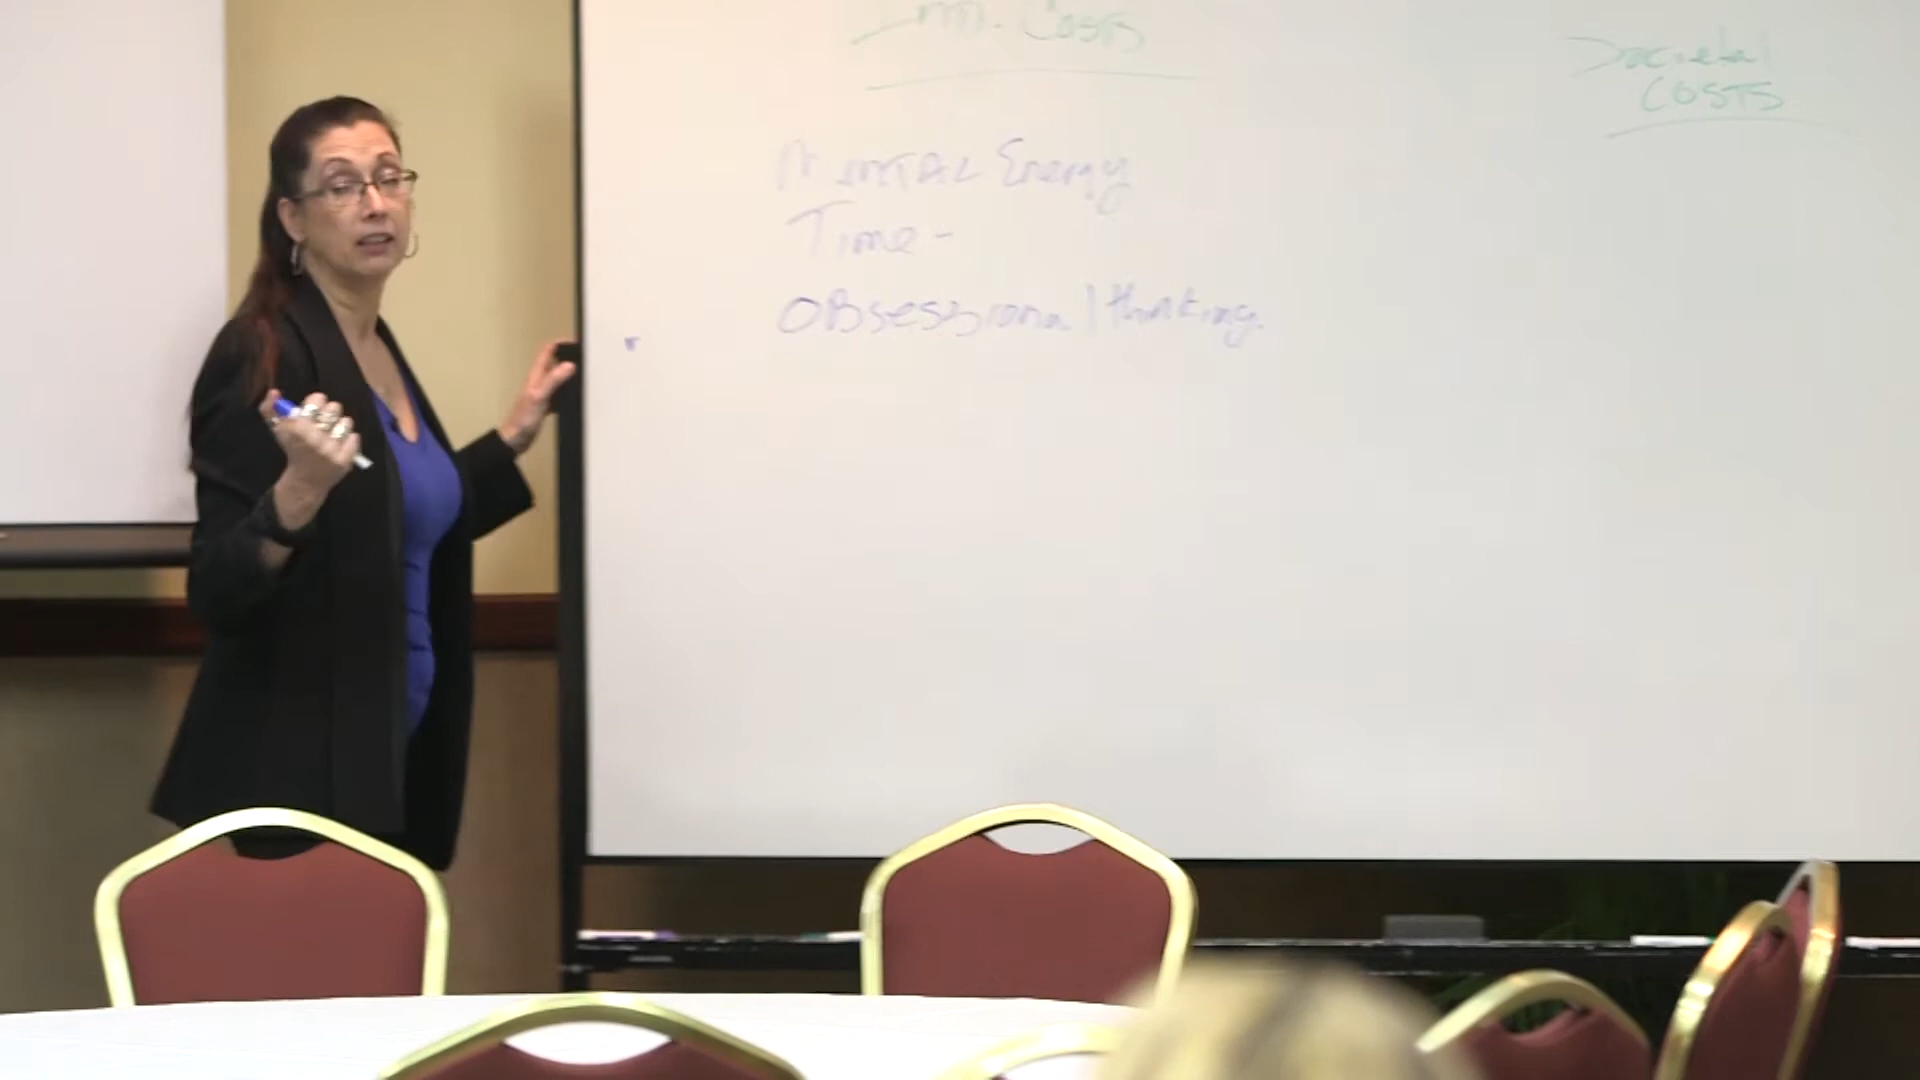 Costs
Mental Energy
Time -
Obsessional thinking.
Societal
Costs